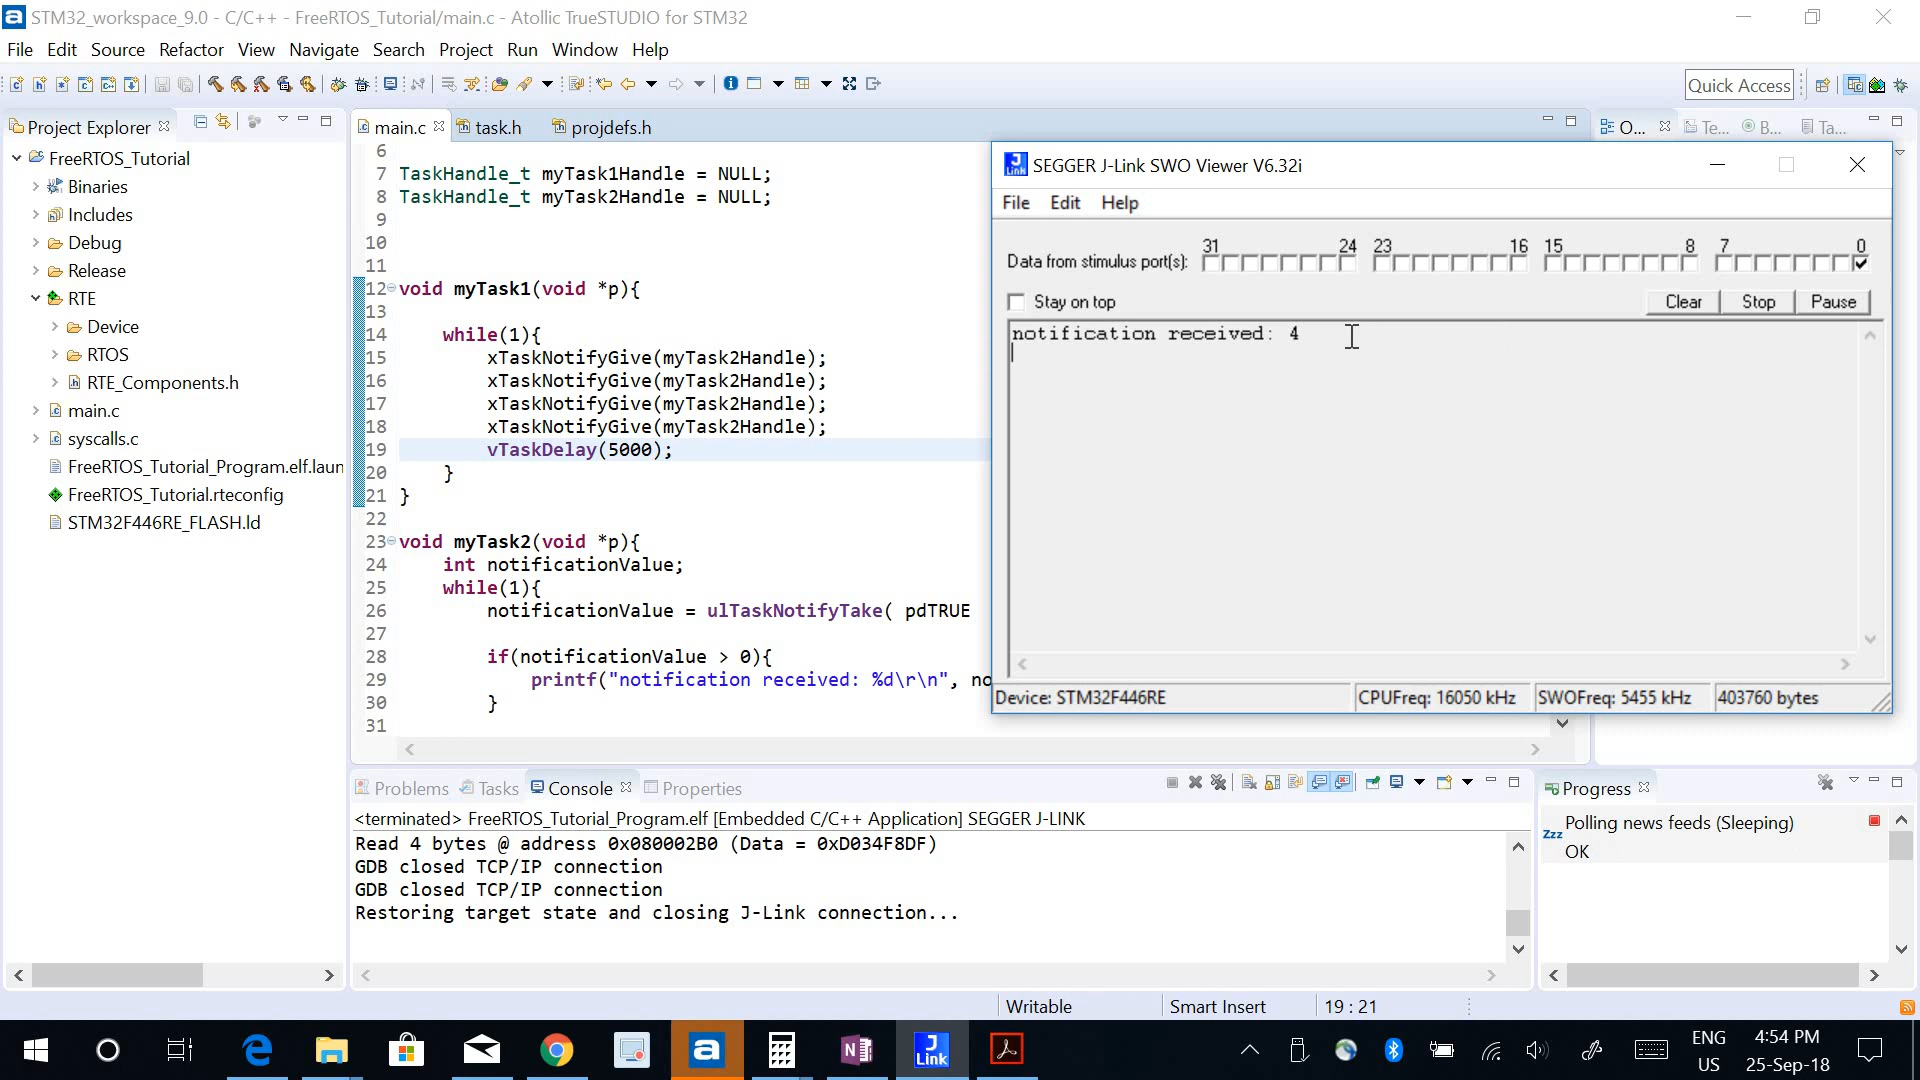 STM32_workspace_9.0 - C/C++ - FreeRTOS_Tutorial/main.c - Atollic TrueSTUDIO for STM32
File Edit Source Refactor View Navigate Search Project Run Window Help
Quick Access
Project Explorer
FreeRTOS_Tutorial
Binaries
Includes
Debug
Release
RTE
Device
RTOS
RTE_Components.h
main.c
syscalls.c
FreeRTOS_Tutorial_Program.elf.laun
FreeRTOS_Tutorial.rteconfig
STM32F446RE_FLASH.ld
main.c task.h projdefs.h
O... Te... B... Ta...
6
7 TaskHandle_t myTask1Handle = NULL;
8 TaskHandle_t myTask2Handle = NULL;
9
10
11
12 void myTask1(void *p){
13
14 while(1){
15 xTaskNotifyGive(myTask2Handle);
16 xTaskNotifyGive(myTask2Handle);
17 xTaskNotifyGive(myTask2Handle);
18 xTaskNotifyGive(myTask2Handle);
19 vTaskDelay(5000);
20 }
21 }
22
23 void myTask2(void *p){
24 int notificationValue;
25 while(1){
26 notificationValue = ulTaskNotifyTake( pdTRUE
27
28 if(notificationValue > 0){
29 printf("notification received: %d\r\n", no
30 }
31
J Link SEGGER J-Link SWO Viewer V6.32i
File Edit Help
Data from stimulus port(s): 31 24 23 16 15 8 7 0
Stay on top Clear Stop Pause
notification received: 4
Device: STM32F446RE CPUFreq: 16050 kHz SWOFreq: 5455 kHz 403760 bytes
Problems Tasks Console Properties
<terminated> FreeRTOS_Tutorial_Program.elf [Embedded C/C++ Application] SEGGER J-LINK
Read 4 bytes @ address 0x080002B0 (Data = 0xD034F8DF)
GDB closed TCP/IP connection
GDB closed TCP/IP connection
Restoring target state and closing J-Link connection...
Progress
Polling news feeds (Sleeping)
OK
Writable Smart Insert 19 : 21
J Link
ENG
US
4:54 PM
25-Sep-18